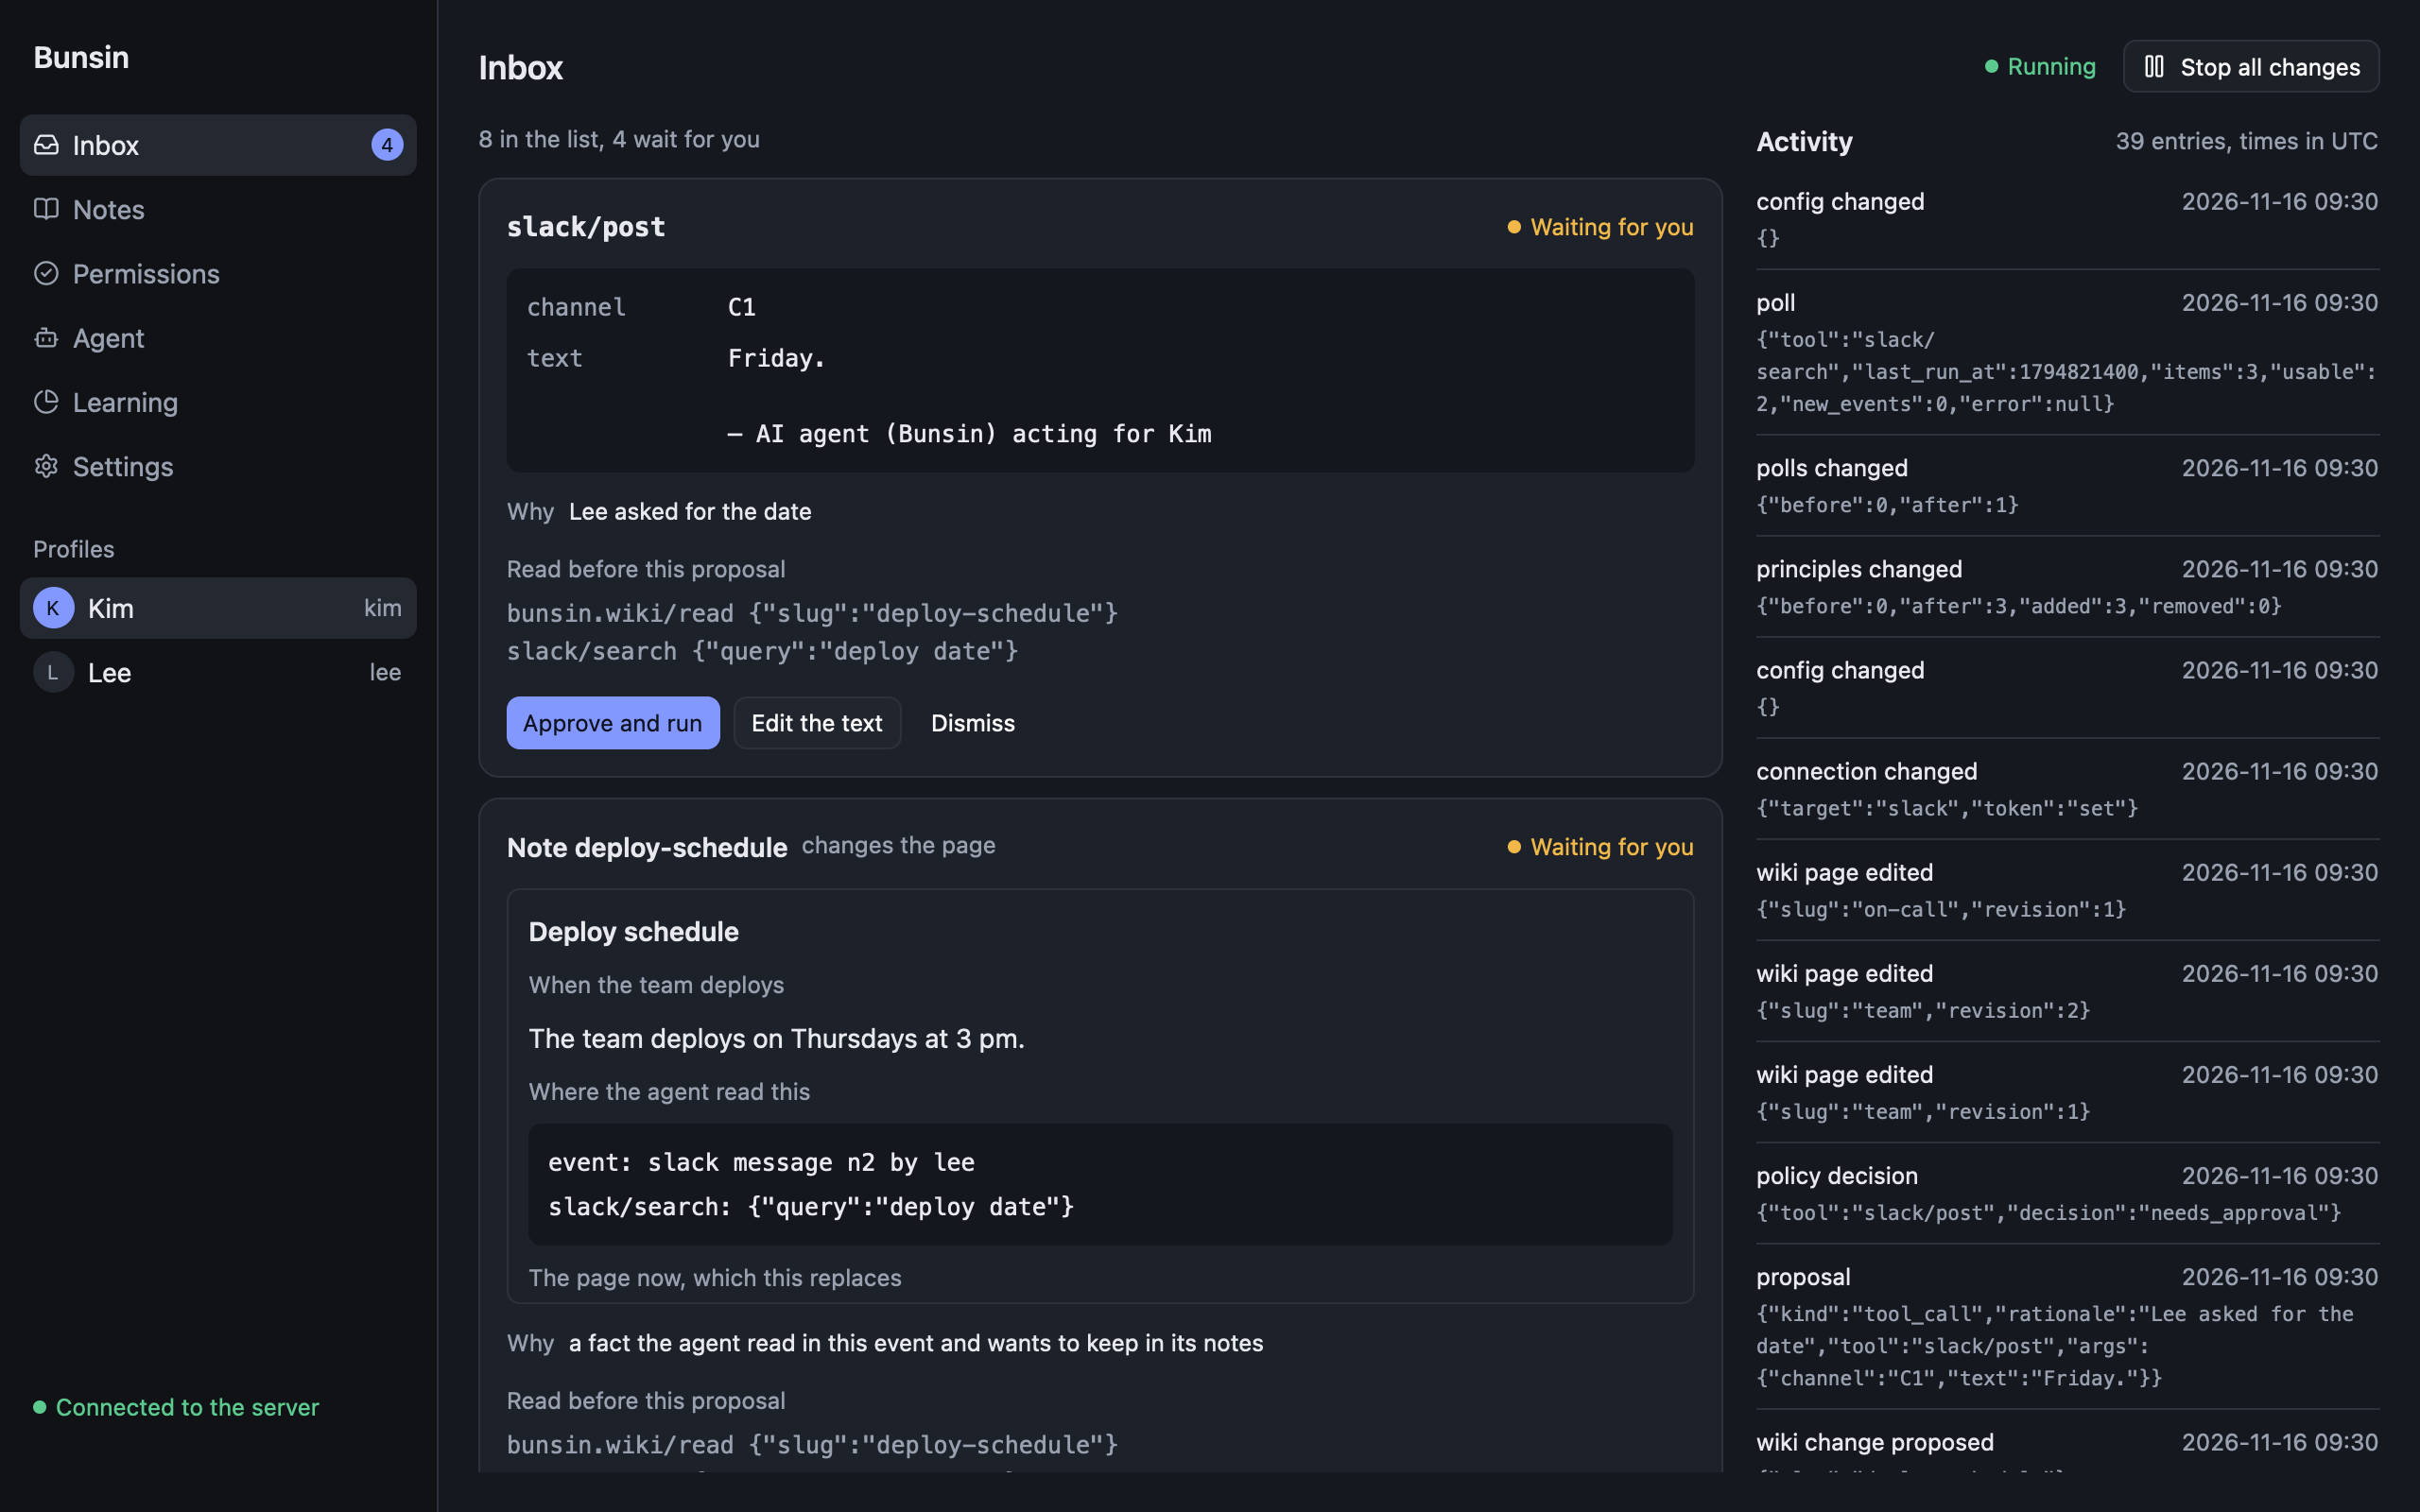 Bunsin
Inbox 4
Notes
Permissions
Agent
Learning
Settings
Profiles
K Kim kim
L Lee lee
Connected to the server
Inbox
Running
Stop all changes
8 in the list, 4 wait for you
slack/post
Waiting for you
channel C1
text Friday.
— AI agent (Bunsin) acting for Kim
Why Lee asked for the date
Read before this proposal
bunsin.wiki/read {"slug":"deploy-schedule"}
slack/search {"query":"deploy date"}
Approve and run
Edit the text
Dismiss
Note deploy-schedule changes the page
Waiting for you
Deploy schedule
When the team deploys
The team deploys on Thursdays at 3 pm.
Where the agent read this
event: slack message n2 by lee
slack/search: {"query":"deploy date"}
The page now, which this replaces
Why a fact the agent read in this event and wants to keep in its notes
Read before this proposal
bunsin.wiki/read {"slug":"deploy-schedule"}
Activity
39 entries, times in UTC
config changed 2026-11-16 09:30
{}
poll 2026-11-16 09:30
{"tool":"slack/
search","last_run_at":1794821400,"items":3,"usable":
2,"new_events":0,"error":null}
polls changed 2026-11-16 09:30
{"before":0,"after":1}
principles changed 2026-11-16 09:30
{"before":0,"after":3,"added":3,"removed":0}
config changed 2026-11-16 09:30
{}
connection changed 2026-11-16 09:30
{"target":"slack","token":"set"}
wiki page edited 2026-11-16 09:30
{"slug":"on-call","revision":1}
wiki page edited 2026-11-16 09:30
{"slug":"team","revision":2}
wiki page edited 2026-11-16 09:30
{"slug":"team","revision":1}
policy decision 2026-11-16 09:30
{"tool":"slack/post","decision":"needs_approval"}
proposal 2026-11-16 09:30
{"kind":"tool_call","rationale":"Lee asked for the
date","tool":"slack/post","args":
{"channel":"C1","text":"Friday."}}
wiki change proposed 2026-11-16 09:30